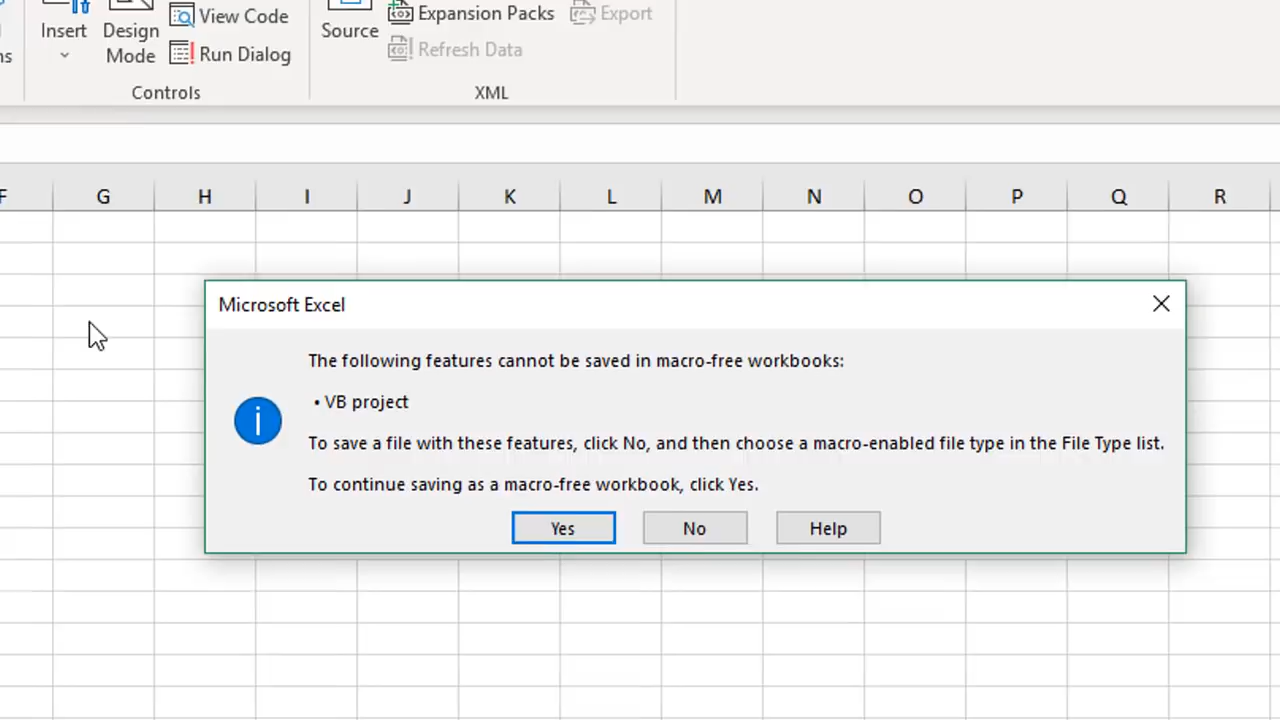 Insert
Design
Mode
View Code
Run Dialog
Source
Expansion Packs
Export
Refresh Data
ns
Controls
XML
F G H I J K L M N O P Q R
Microsoft Excel
The following features cannot be saved in macro-free workbooks:
• VB project
To save a file with these features, click No, and then choose a macro-enabled file type in the File Type list.
To continue saving as a macro-free workbook, click Yes.
Yes No Help